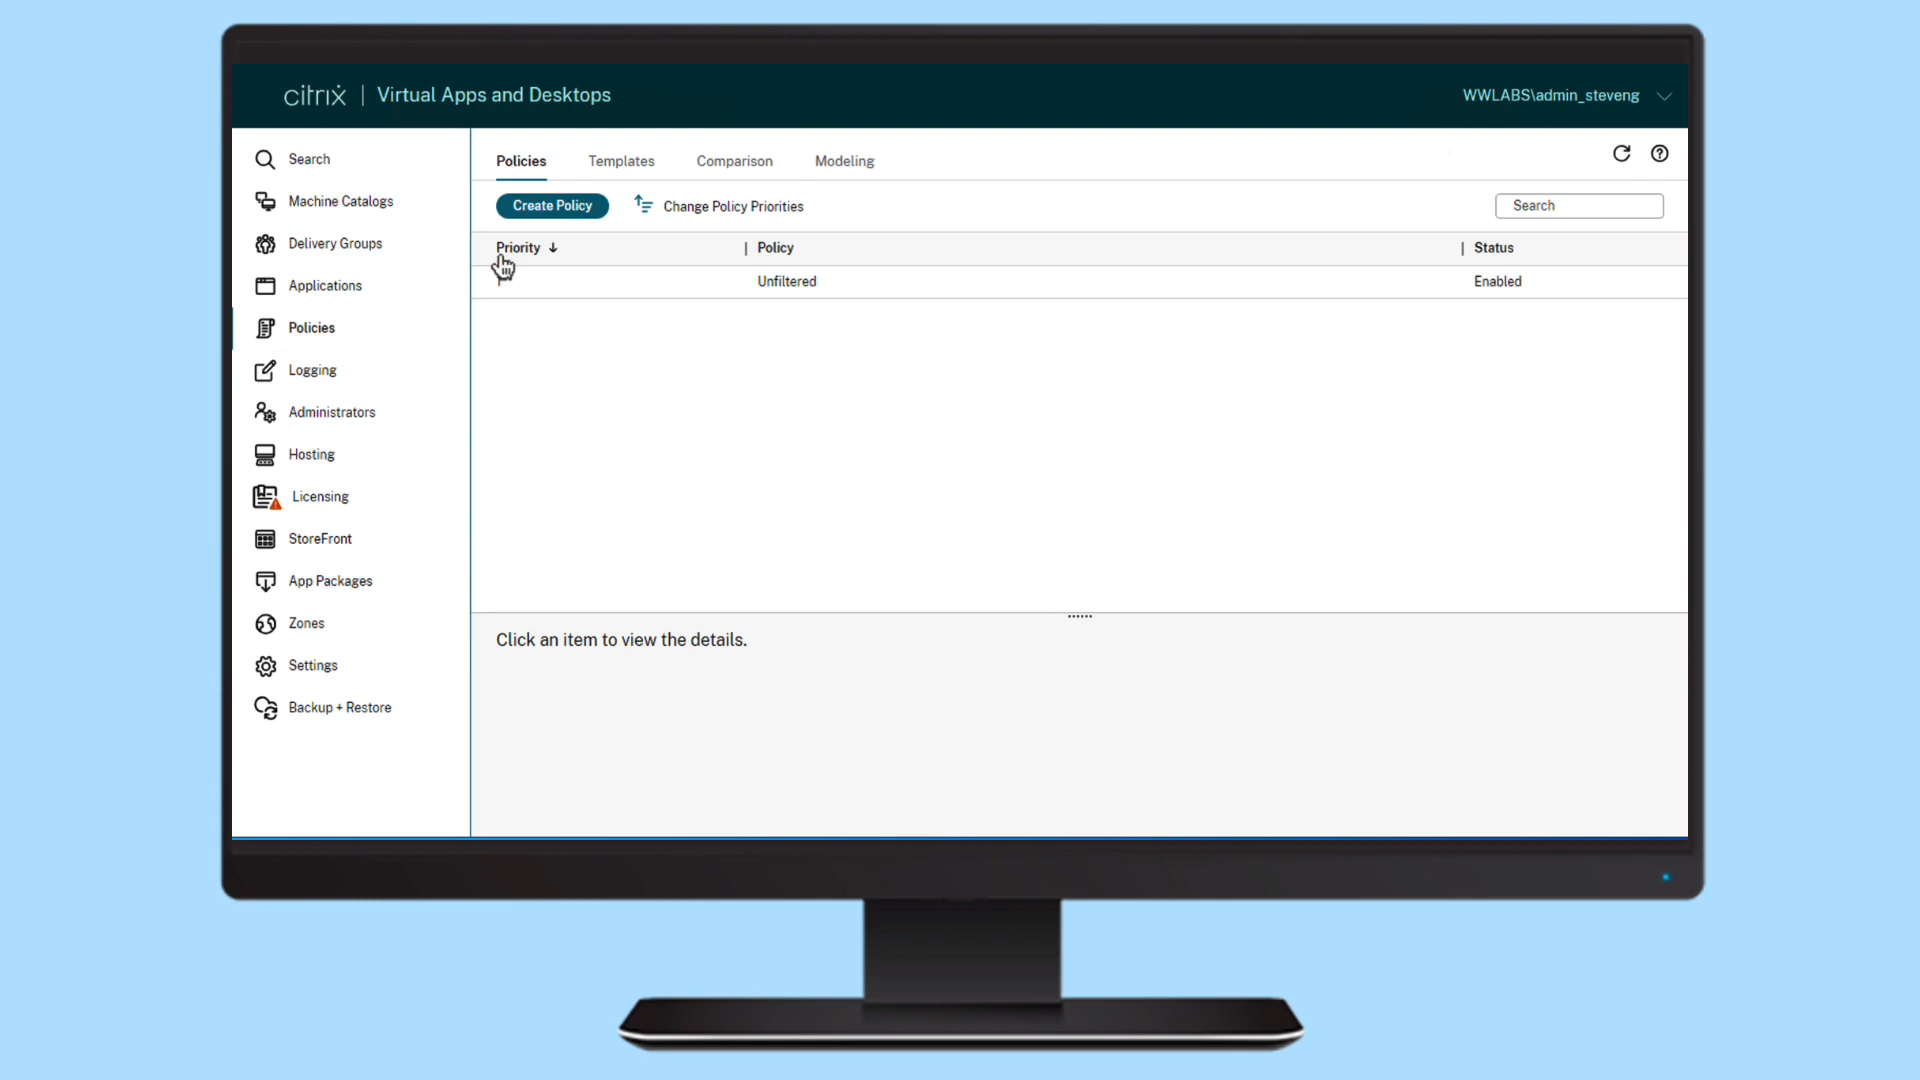 citrix | Virtual Apps and Desktops
WWLABS\admin_steveng
Search
Machine Catalogs
Delivery Groups
Applications
Policies
Logging
Administrators
Hosting
Licensing
StoreFront
App Packages
Zones
Settings
Backup + Restore
Policies
Templates
Comparison
Modeling
Create Policy
Change Policy Priorities
Search
Priority ↓ | Policy | Status
Unfiltered Enabled
Click an item to view the details.